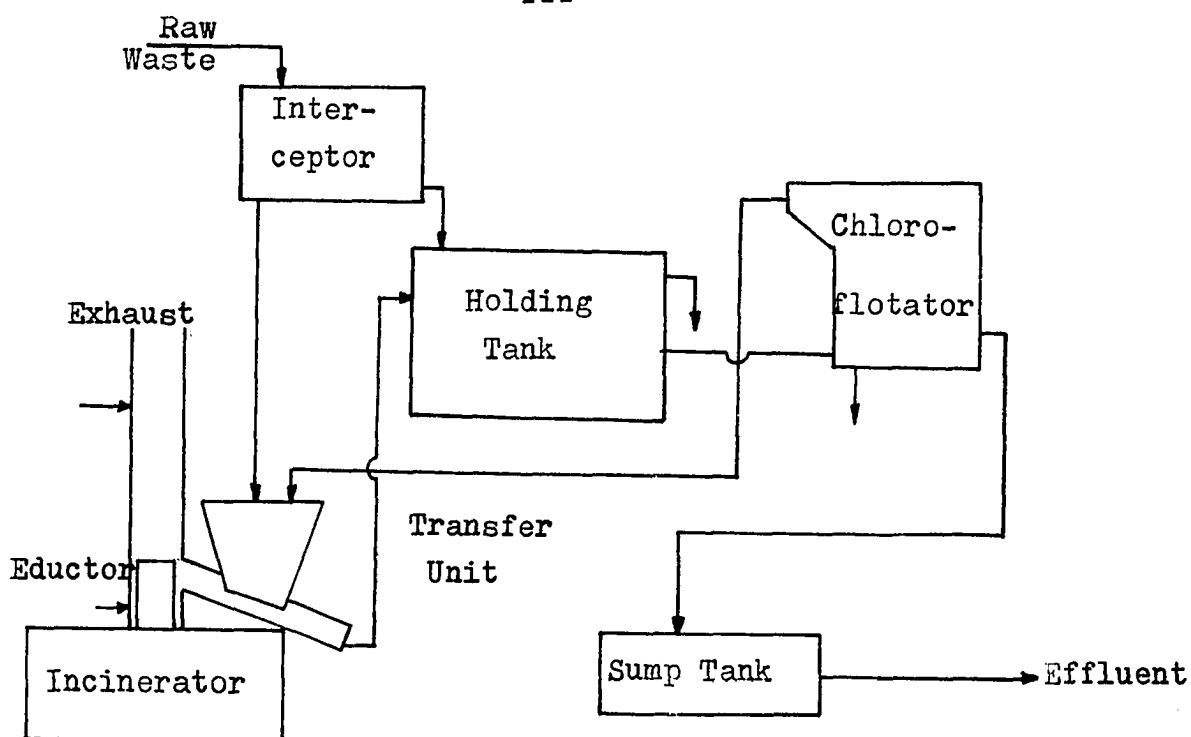 Raw
Waste
Inter-
ceptor
Chloro-
flotator
Holding
Tank
Exhaust
Transfer
Unit
Eductor
Incinerator
Sump Tank
Effluent